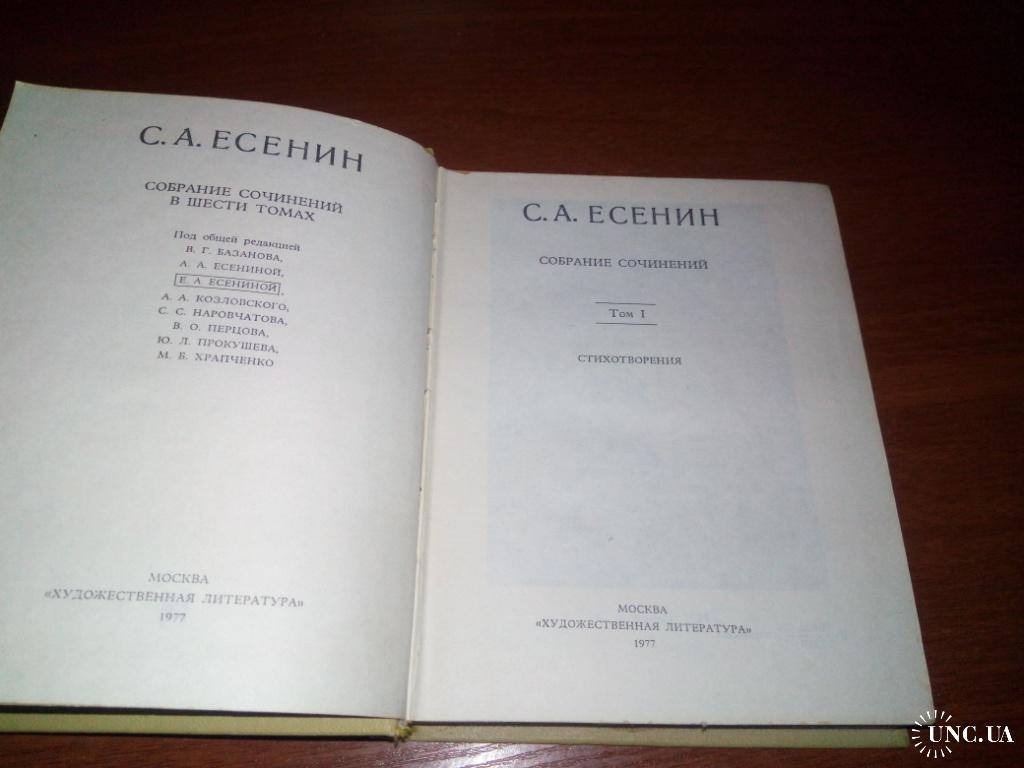 С. А. ЕСЕНИН
СОБРАНИЕ СОЧИНЕНИЙ
В ШЕСТИ ТОМАХ
Под общей редакцией
В. Г. БАЗАНОВА,
А. А. ЕСЕНИНОЙ,
Е. А. ЕСЕНИНОЙ,
А. А. КОЗЛОВСКОГО,
С. С. НАРОВЧАТОВА,
В. О. ПЕРЦОВА,
Ю. Л. ПРОКУШЕВА,
М. Б. ХРАПЧЕНКО
МОСКВА
«ХУДОЖЕСТВЕННАЯ ЛИТЕРАТУРА»
1977
С. А. ЕСЕНИН
СОБРАНИЕ СОЧИНЕНИЙ
Том 1
СТИХОТВОРЕНИЯ
МОСКВА
«ХУДОЖЕСТВЕННАЯ ЛИТЕРАТУРА»
1977
UNC.UA